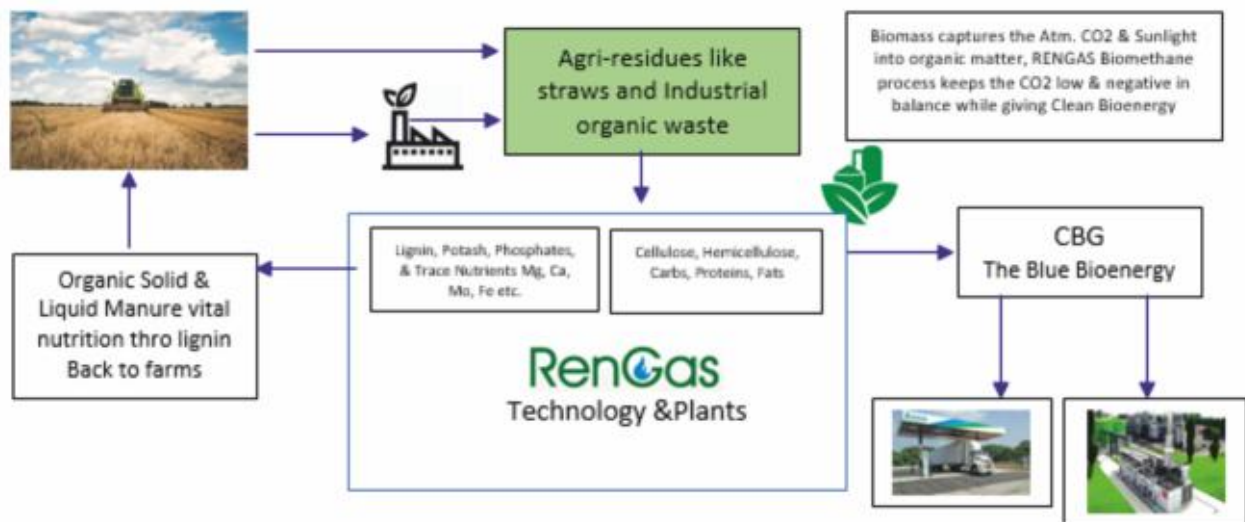 Agri-residues like
straws and Industrial
organic waste
Biomass captures the Atm. CO2 & Sunlight
into organic matter, RENGAS Biomethane
process keeps the CO2 low & negative in
balance while giving Clean Bioenergy
Lignin, Potash, Phosphates,
& Trace Nutrients Mg, Ca,
Mo, Fe etc.
Cellulose, Hemicellulose,
Carbs, Proteins, Fats
CBG
The Blue Bioenergy
Organic Solid &
Liquid Manure vital
nutrition thro lignin
Back to farms
RenGas
Technology &Plants